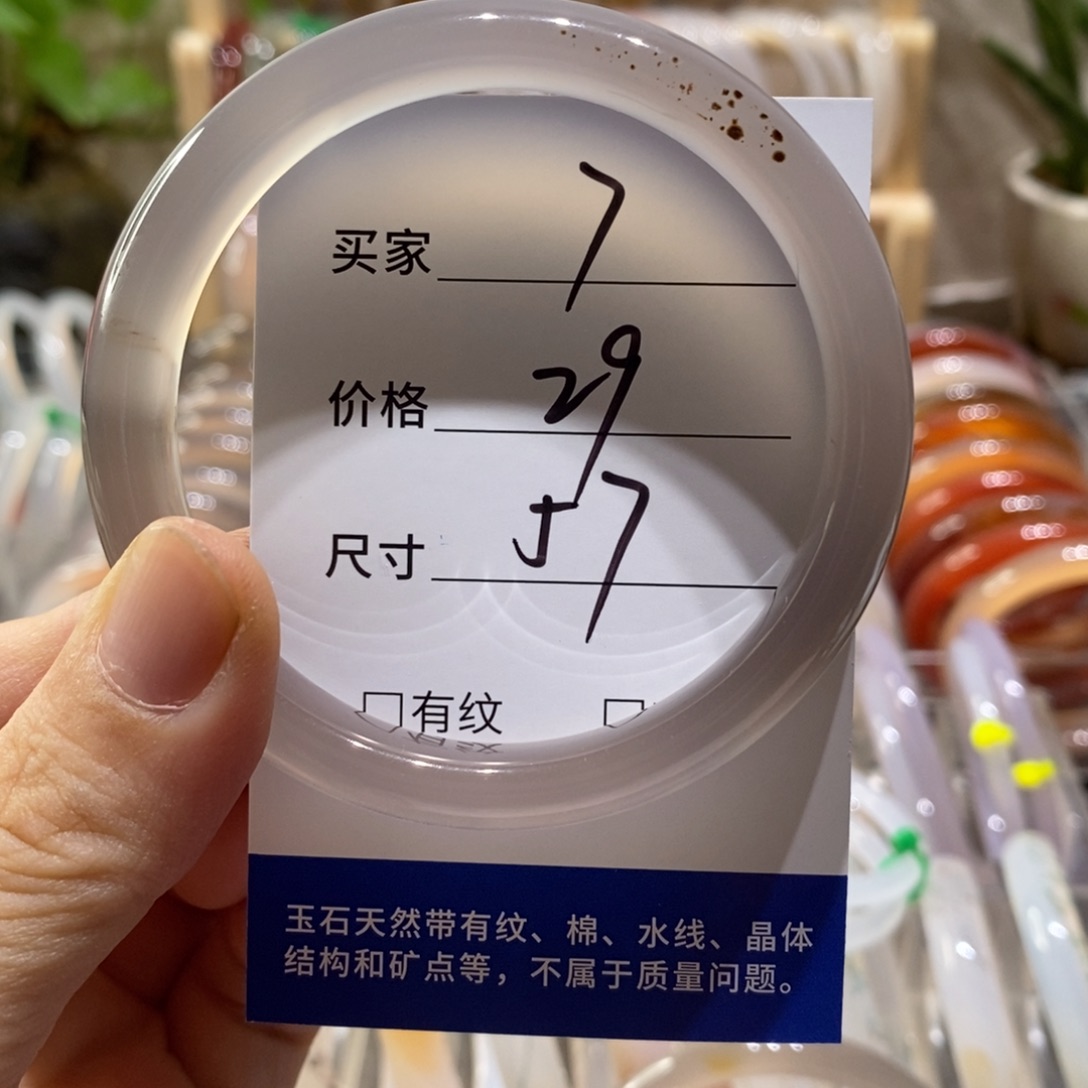 买家 7
价格 29
尺寸 57
□有纹 □
玉石天然带有纹、棉、水线、晶体
结构和矿点等，不属于质量问题。